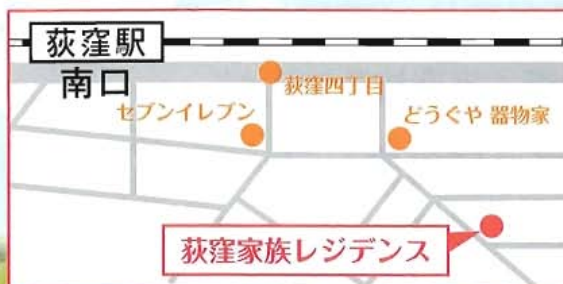 荻窪駅
南口
荻窪四丁目
セブンイレブン
どうぐや 器物家
荻窪家族レジデンス